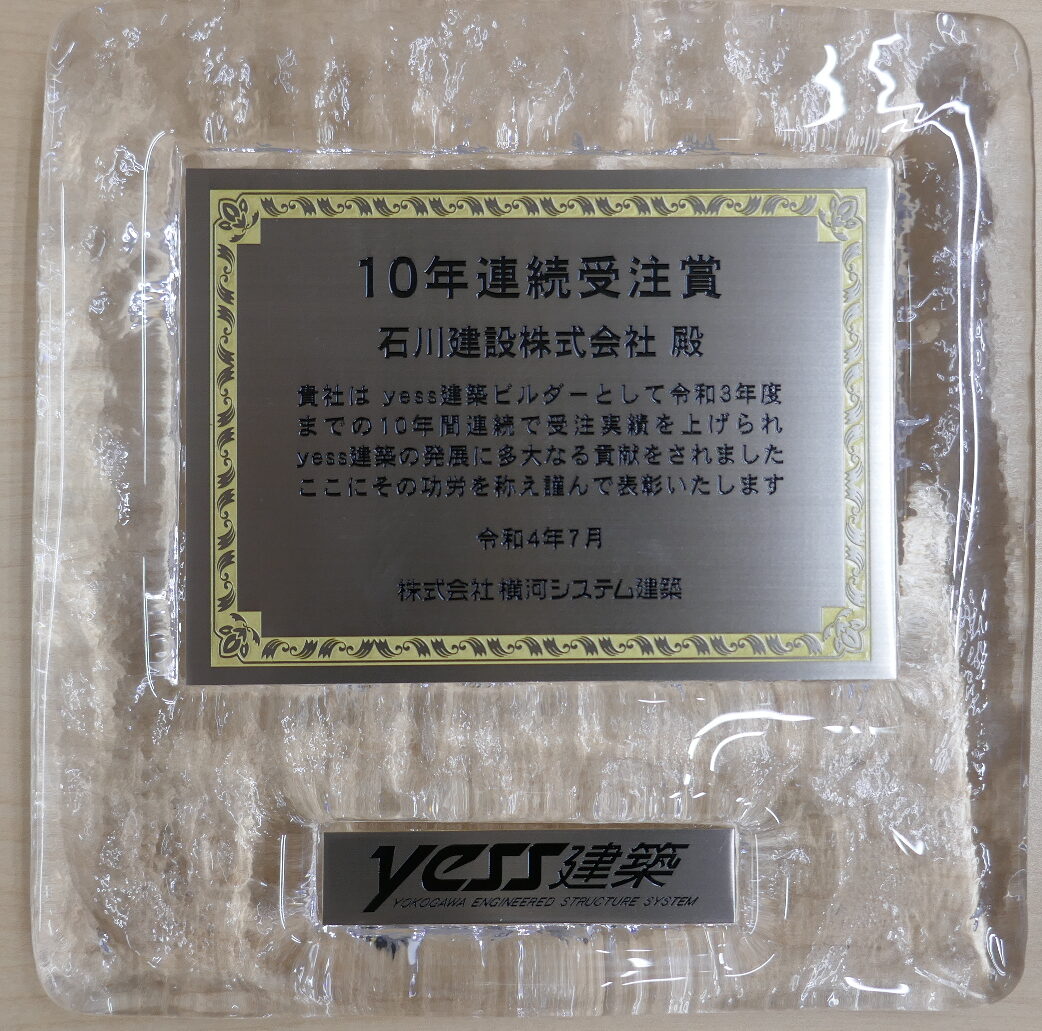 10年連続受注賞
石川建設株式会社 殿
貴社は yess建築ビルダーとして令和3年度
までの10年間連続で受注実績を上げられ
yess建築の発展に多大なる貢献をされました
ここにその功労を称え謹んで表彰いたします
令和4年7月
株式会社 横河システム建築
yess建築
YOKOGAWA ENGINEERED STRUCTURE SYSTEM